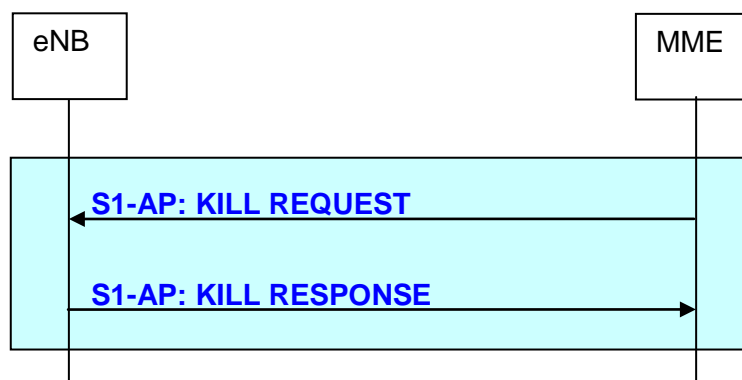 eNB
MME
S1-AP: KILL REQUEST
S1-AP: KILL RESPONSE